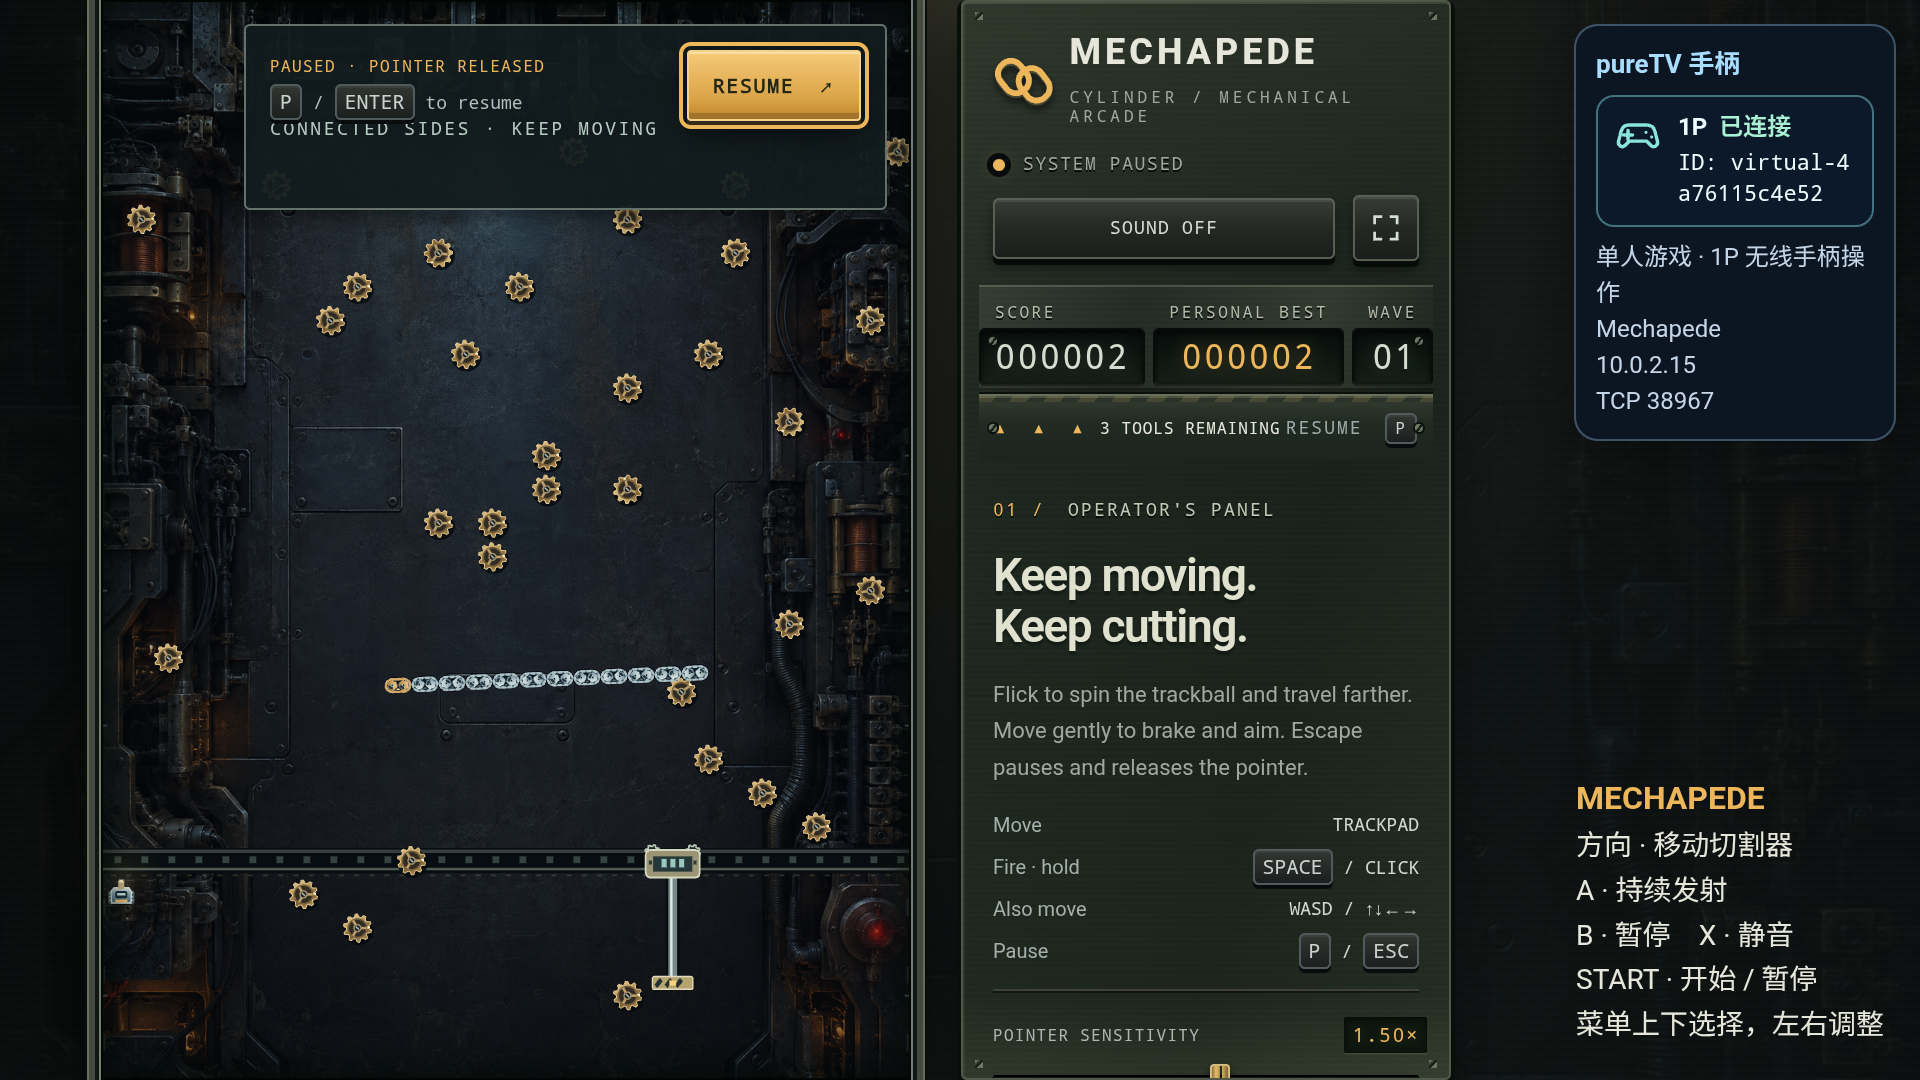 PAUSED · POINTER RELEASED
P / ENTER to resume
CONNECTED SIDES · KEEP MOVING
RESUME ↗
MECHAPEDE
CYLINDER / MECHANICAL
ARCADE
SYSTEM PAUSED
SOUND OFF
SCORE PERSONAL BEST WAVE
000002 000002 01
▲ ▲ ▲ 3 TOOLS REMAINING RESUME P
01 / OPERATOR'S PANEL
Keep moving.
Keep cutting.
Flick to spin the trackball and travel farther.
Move gently to brake and aim. Escape
pauses and releases the pointer.
Move TRACKPAD
Fire · hold SPACE / CLICK
Also move WASD / ↑↓←→
Pause P / ESC
POINTER SENSITIVITY 1.50×
pureTV 手柄
1P 已连接
ID: virtual-4
a76115c4e52
单人游戏 · 1P 无线手柄操
作
Mechapede
10.0.2.15
TCP 38967
MECHAPEDE
方向 · 移动切割器
A · 持续发射
B · 暂停 X · 静音
START · 开始 / 暂停
菜单上下选择，左右调整